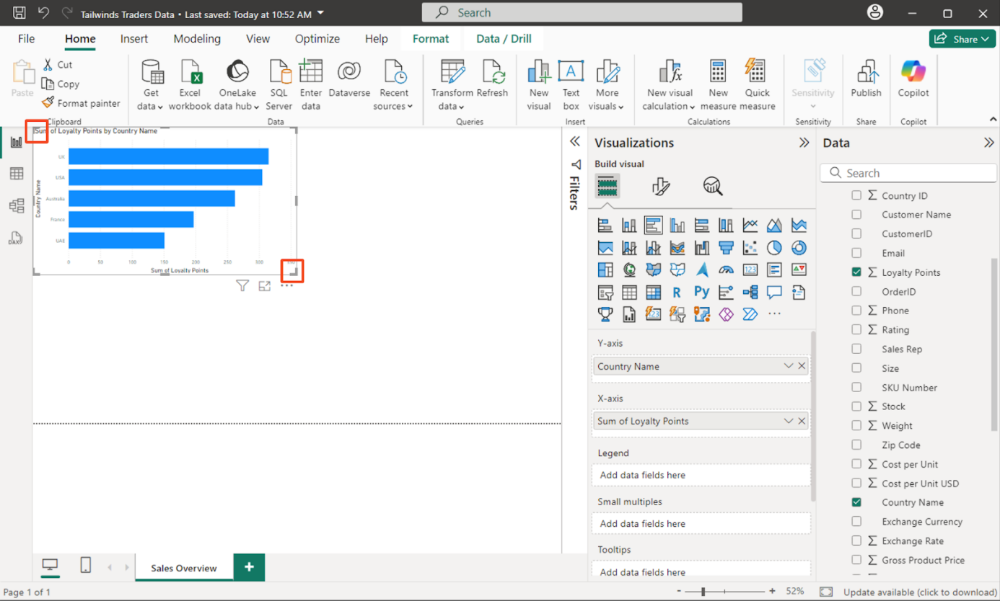 Tailwinds Traders Data • Last saved: Today at 10:52 AM
Search
File Home Insert Modeling View Optimize Help Format Data / Drill
Share
Paste
Cut
Copy
Format painter
Clipboard
Get data
Excel workbook
OneLake data hub
SQL Server
Enter data
Dataverse
Recent sources
Data
Transform data
Refresh
Queries
New visual
Text box
More visuals
Insert
New visual calculation
New measure
Quick measure
Calculations
Sensitivity
Sensitivity
Publish
Share
Copilot
Copilot
Sum of Loyalty Points by Country Name
Country Name
UK
USA
Australia
France
UAE
0 50 100 150 200 250 300
Sum of Loyalty Points
DAX
Filters
Visualizations
Build visual
123
R
Py
123
Y-axis
Country Name
X-axis
Sum of Loyalty Points
Legend
Add data fields here
Small multiples
Add data fields here
Tooltips
Add data fields here
Data
Search
Country ID
Customer Name
CustomerID
Email
Loyalty Points
OrderID
Phone
Rating
Sales Rep
Size
SKU Number
Stock
Weight
Zip Code
Cost per Unit
Cost per Unit USD
Country Name
Exchange Currency
Exchange Rate
Gross Product Price
Sales Overview
Page 1 of 1
- + 52%
Update available (click to download)